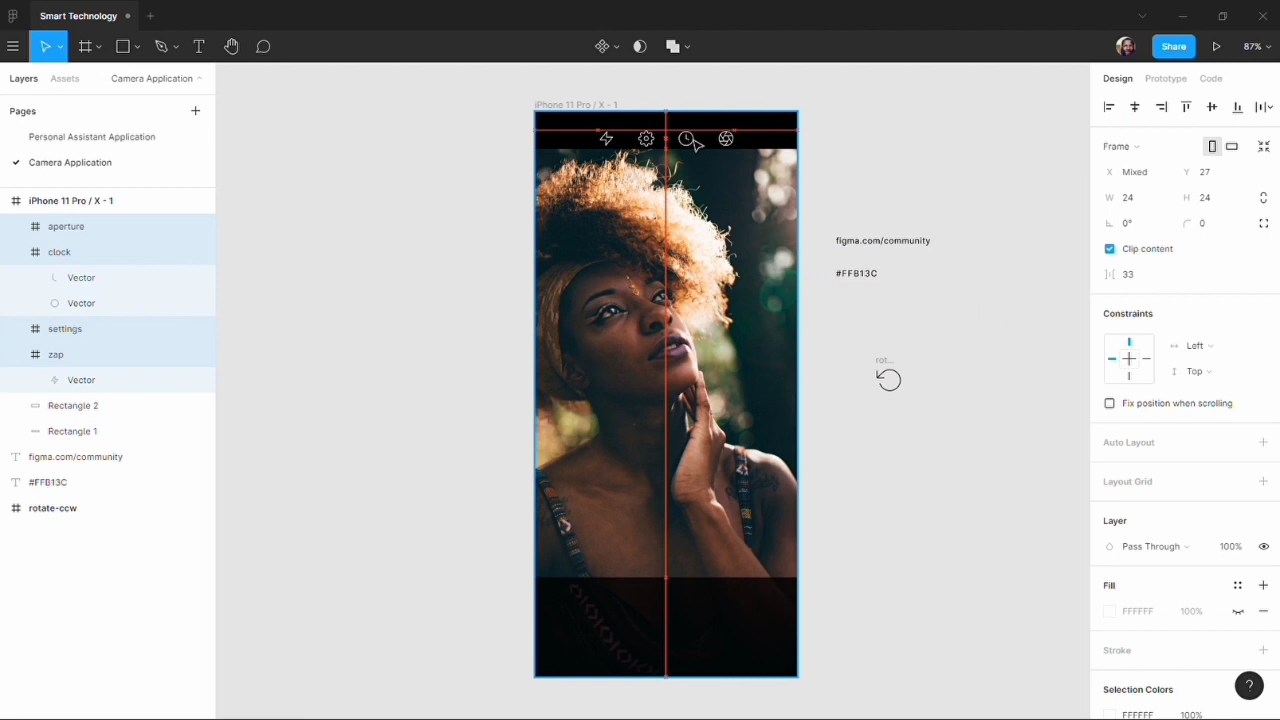 Smart Technology
Share
87%
Layers
Assets
Camera Application
Pages
Personal Assistant Application
Camera Application
iPhone 11 Pro / X - 1
aperture
clock
Vector
Vector
settings
zap
Vector
Rectangle 2
Rectangle 1
figma.com/community
#FFB13C
rotate-ccw
iPhone 11 Pro / X - 1
figma.com/community
#FFB13C
rot...
Design
Prototype
Code
Frame
X Mixed Y 27
W 24 H 24
0° 0
Clip content
33
Constraints
Left
Top
Fix position when scrolling
Auto Layout
Layout Grid
Layer
Pass Through 100%
Fill
FFFFFF 100%
Stroke
Selection Colors
FFFFFF 100%
?